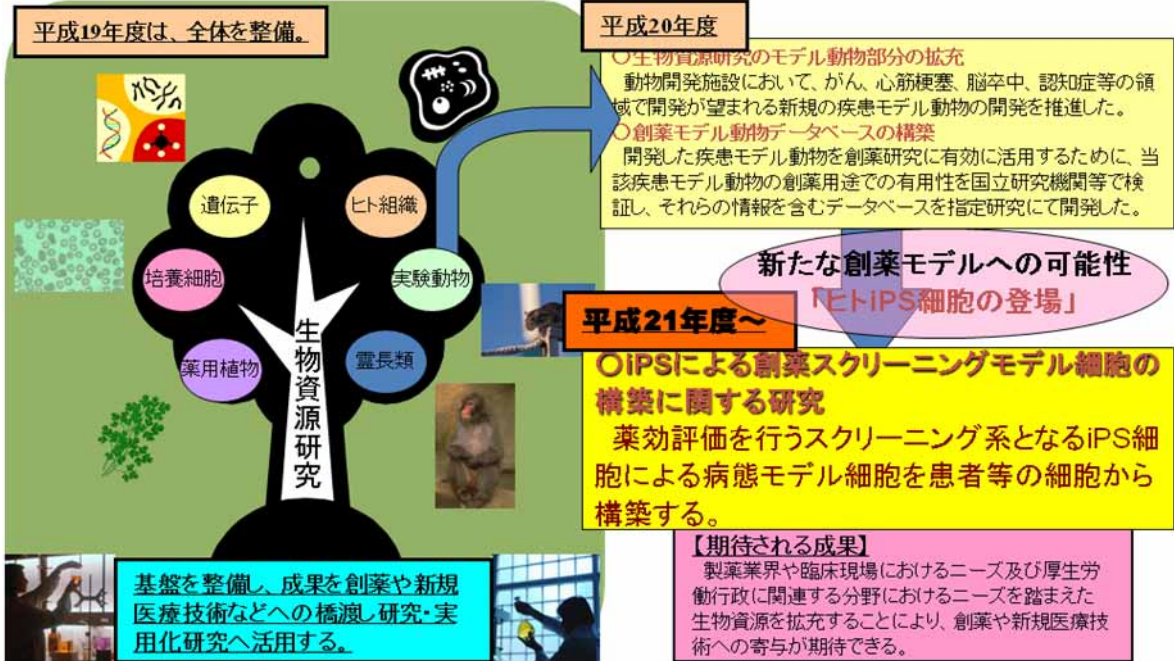 平成19年度は、全体を整備。
遺伝子
ヒト組織
培養細胞
実験動物
薬用植物
霊長類
生物資源研究
基盤を整備し、成果を創薬や新規
医療技術などへの橋渡し研究・実
用化研究へ活用する。
平成20年度
○生物資源研究のモデル動物部分の拡充
動物開発施設において、がん、心筋梗塞、脳卒中、認知症等の領
域で開発が望まれる新規の疾患モデル動物の開発を推進した。
○創薬モデル動物データベースの構築
開発した疾患モデル動物を創薬研究に有効に活用するために、当
該疾患モデル動物の創薬用途での有用性を国立研究機関等で検
証し、それらの情報を含むデータベースを指定研究にて開発した。
新たな創薬モデルへの可能性
「ヒトiPS細胞の登場」
平成21年度～
○iPSによる創薬スクリーニングモデル細胞の
構築に関する研究
薬効評価を行うスクリーニング系となるiPS細
胞による病態モデル細胞を患者等の細胞から
構築する。
【期待される成果】
製薬業界や臨床現場におけるニーズ及び厚生労
働行政に関連する分野におけるニーズを踏まえた
生物資源を拡充することにより、創薬や新規医療技
術への寄与が期待できる。